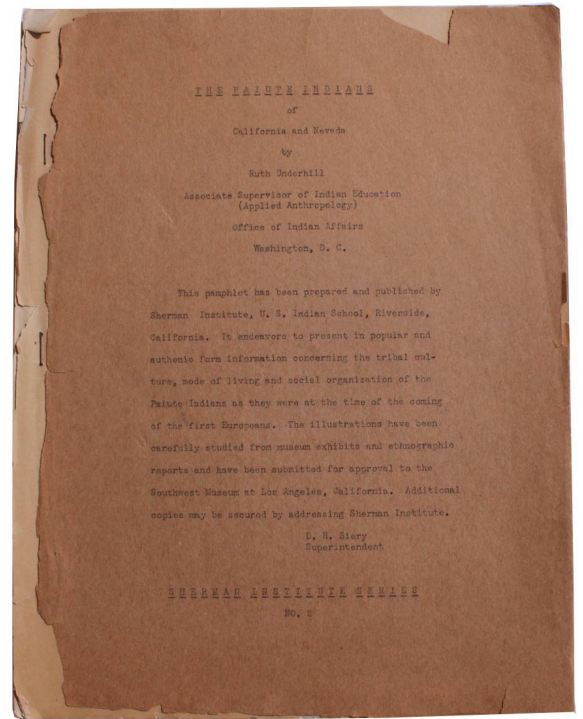 THE PAIUTE INDIANS
of
California and Nevada
by
Ruth Underhill
Associate Supervisor of Indian Education
(Applied Anthropology)
Office of Indian Affairs
Washington, D. C.
This pamphlet has been prepared and published by
Sherman Institute, U. S. Indian School, Riverside,
California. It endeavors to present in popular and
authenic form information concerning the tribal cul-
ture, mode of living and social organization of the
Paiute Indians as they were at the time of the coming
of the first Europeans. The illustrations have been
carefully studied from museum exhibits and ethnographic
reports and have been submitted for approval to the
Southwest Museum at Los Angeles, California. Additional
copies may be secured by addressing Sherman Institute.
D. H. Biery
Superintendent
SHERMAN INSTITUTE SERIES
NO.